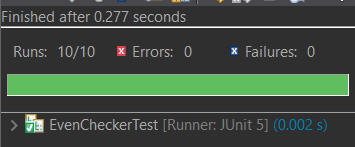 Finished after 0.277 seconds
Runs: 10/10 Errors: 0 Failures: 0
EvenCheckerTest [Runner: JUnit 5] (0.002 s)